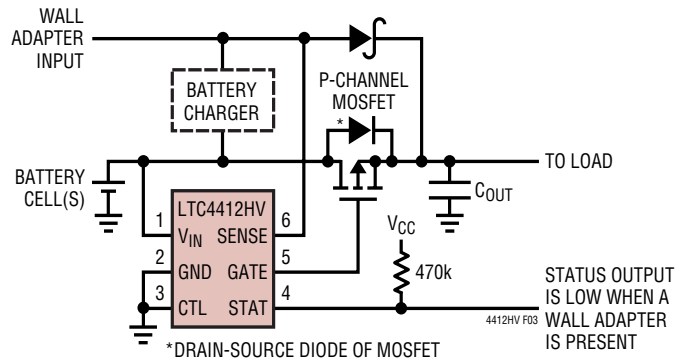 WALL
ADAPTER
INPUT
BATTERY
CHARGER
P-CHANNEL
MOSFET
*
TO LOAD
BATTERY
CELL(S)
COUT
LTC4412HV
1
VIN
SENSE
6
2
GND
GATE
5
3
CTL
STAT
4
VCC
470k
STATUS OUTPUT
IS LOW WHEN A
WALL ADAPTER
IS PRESENT
4412HV F03
*DRAIN-SOURCE DIODE OF MOSFET